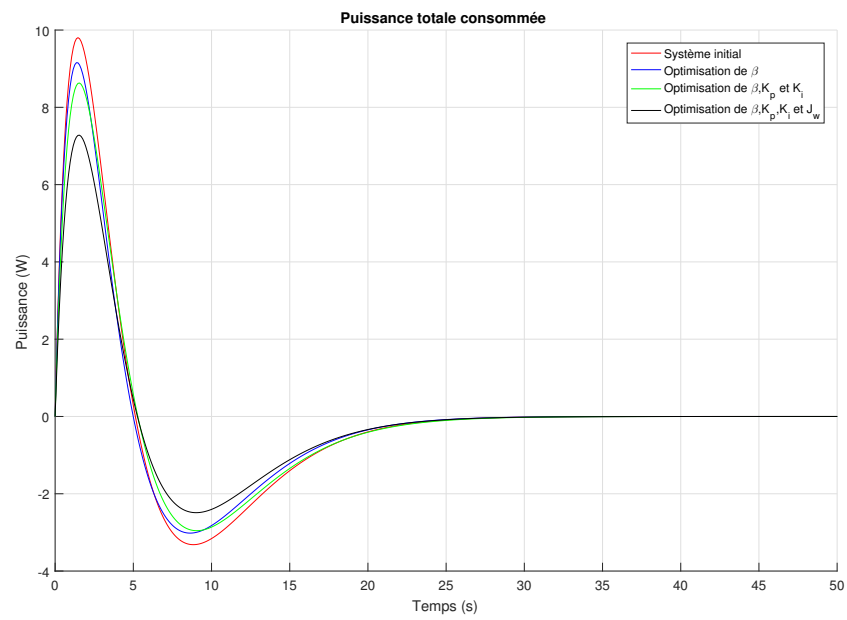 Puissance totale consommée
Système initial
Optimisation de β
Optimisation de β,Kp et Ki
Optimisation de β,Kp,Ki et Jw
Puissance (W)
10
8
6
4
2
0
-2
-4
0 5 10 15 20 25 30 35 40 45 50
Temps (s)